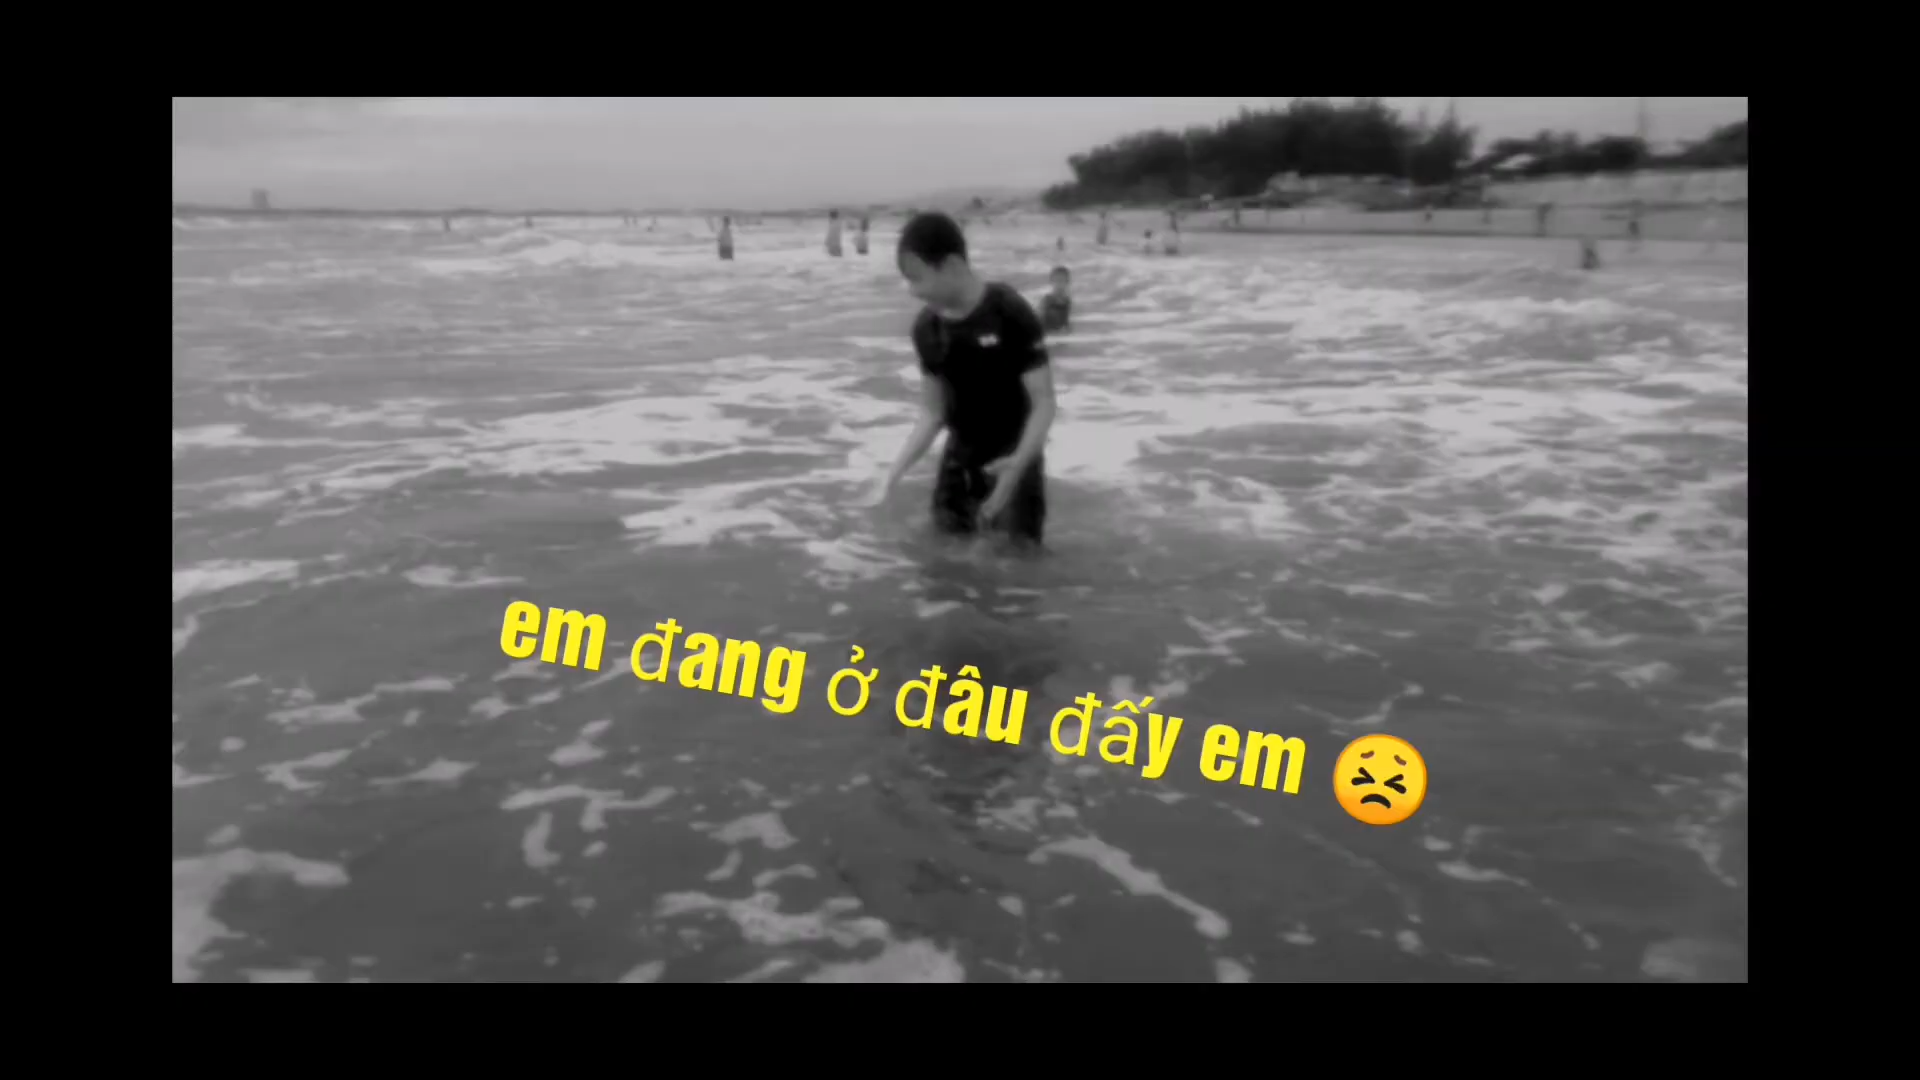 em đang ở đâu đấy em 😣